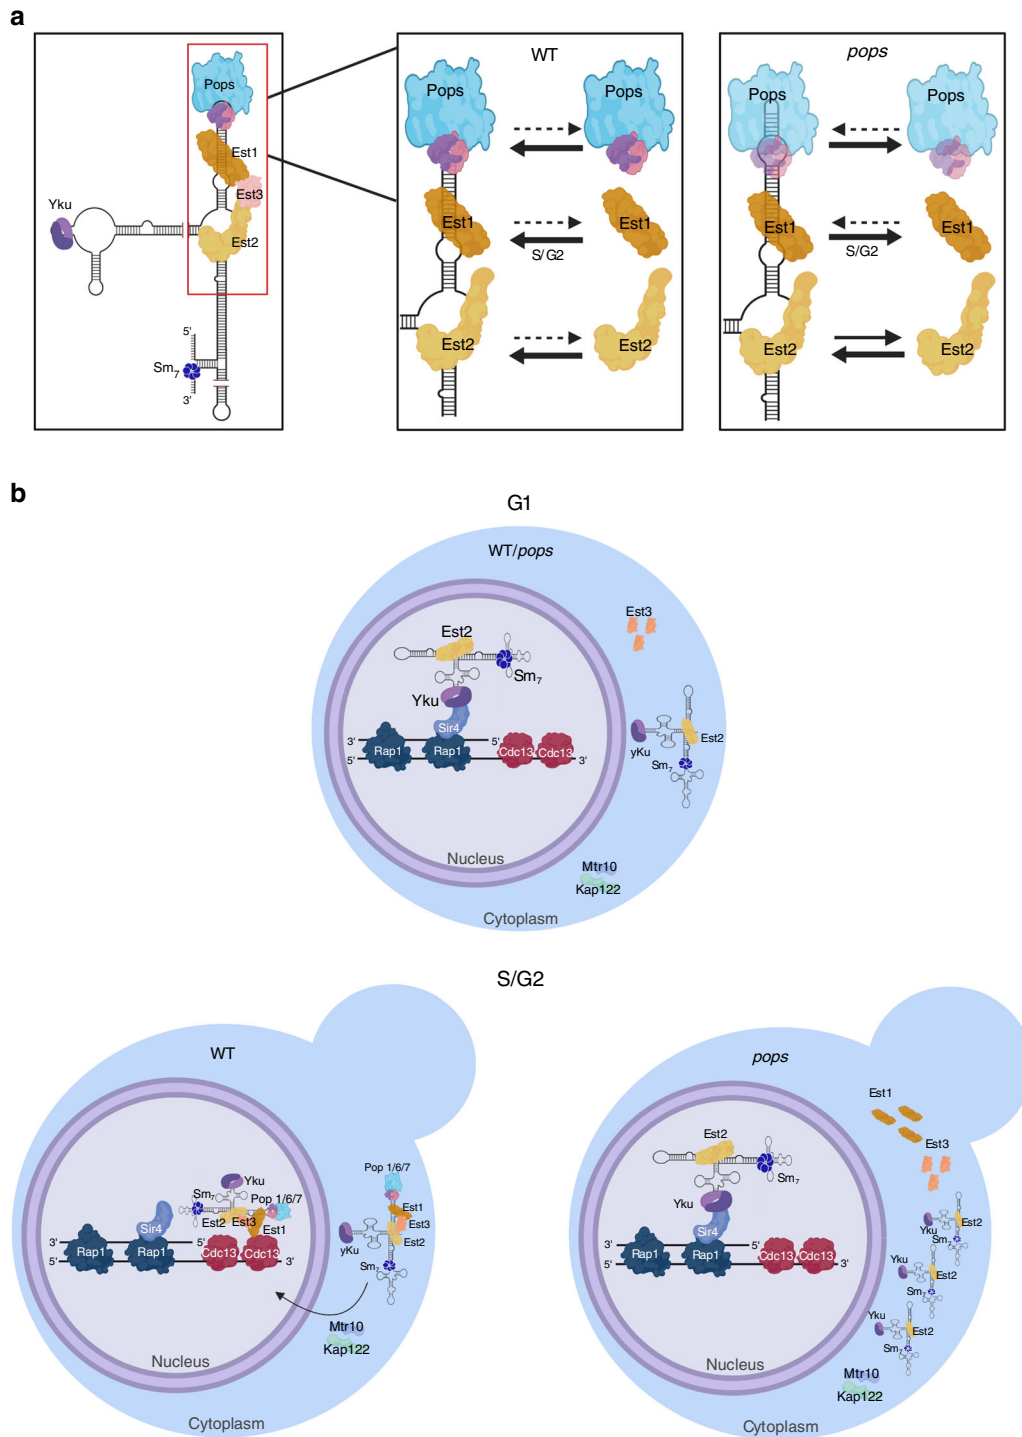 a
Pops
Est1
Est3
Yku
Est2
5'
Sm7
3'
WT
Pops
Pops
Est1
Est1
S/G2
Est2
Est2
pops
Pops
Pops
Est1
Est1
S/G2
Est2
Est2
b
G1
WT/pops
Est3
Est2
Sm7
Yku
Sir4
3'
5'
Rap1
Rap1
Cdc13
Cdc13
5'
3'
Est2
yKu
Sm7
Nucleus
Mtr10
Kap122
Cytoplasm
S/G2
WT
Pop 1/6/7
Yku
Sm7
Pop 1/6/7
Est2
Est3
Est1
Est1
Est3
Est2
yKu
Sm7
Sir4
3'
5'
Rap1
Rap1
Cdc13
Cdc13
5'
3'
Mtr10
Kap122
Nucleus
Cytoplasm
pops
Est1
Est3
Est2
Sm7
Yku
Sir4
3'
5'
Rap1
Rap1
Cdc13
Cdc13
5'
3'
Yku
Est2
Sm7
Yku
Est2
Sm7
Yku
Est2
Sm7
Nucleus
Mtr10
Kap122
Cytoplasm